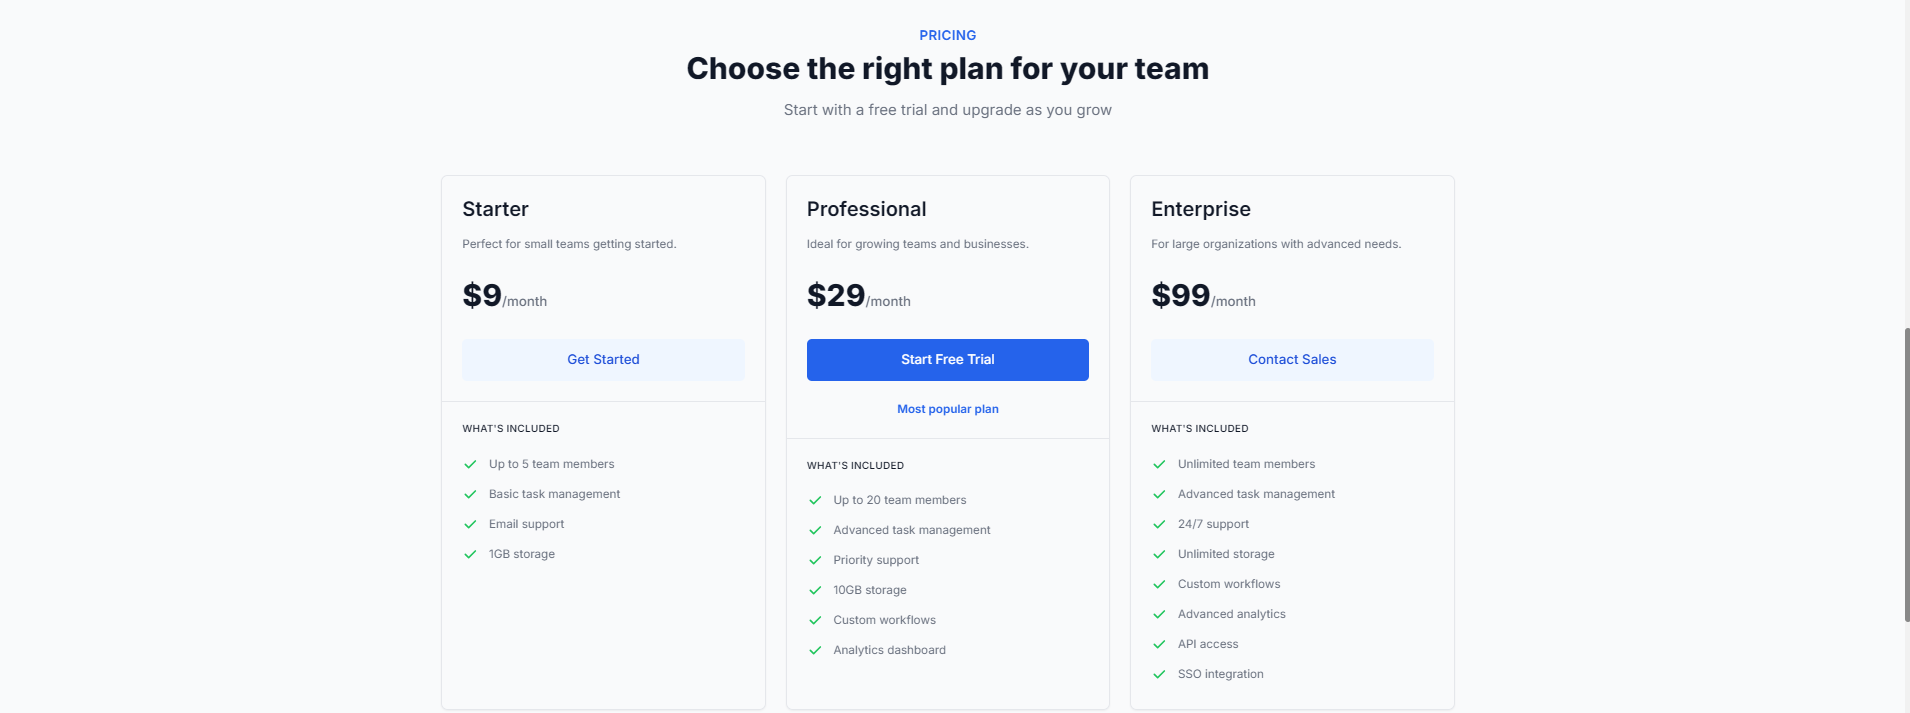 PRICING
Choose the right plan for your team
Start with a free trial and upgrade as you grow
Starter
Perfect for small teams getting started.
$9/month
Get Started
WHAT'S INCLUDED
Up to 5 team members
Basic task management
Email support
1GB storage
Professional
Ideal for growing teams and businesses.
$29/month
Start Free Trial
Most popular plan
WHAT'S INCLUDED
Up to 20 team members
Advanced task management
Priority support
10GB storage
Custom workflows
Analytics dashboard
Enterprise
For large organizations with advanced needs.
$99/month
Contact Sales
WHAT'S INCLUDED
Unlimited team members
Advanced task management
24/7 support
Unlimited storage
Custom workflows
Advanced analytics
API access
SSO integration